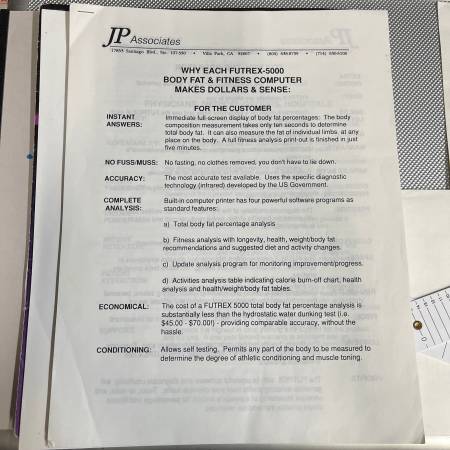 JP Associates
17853 Santiago Blvd., Ste. 107-350 • Villa Park, CA 92667 •
WHY EACH FUTREX-5000
BODY FAT & FITNESS COMPUTER
MAKES DOLLARS & SENSE:
FOR THE CUSTOMER
INSTANT ANSWERS: Immediate full-screen display of body fat percentages: The body
composition measurement takes only ten seconds to determine
total body fat. It can also measure the fat of individual limbs, at any
place on the body. A full fitness analysis print-out is finished in just
five minutes.
NO FUSS/MUSS: No fasting, no clothes removed, you don't have to lie down.
ACCURACY: The most accurate test available. Uses the specific diagnostic
technology (infrared) developed by the US Government.
COMPLETE ANALYSIS: Built-in computer printer has four powerful software programs as
standard features:
a) Total body fat percentage analysis
b) Fitness analysis with longevity, health, weight/body fat
recommendations and suggested diet and activity changes.
c) Update analysis program for monitoring improvement/progress.
d) Activities analysis table indicating calorie burn-off chart, health
analysis and health/weight/body fat tables.
ECONOMICAL: The cost of a FUTREX 5000 total body fat percentage analysis is
substantially less than the hydrostatic water dunking test (i.e.
$45.00 - $70.00!) - providing comparable accuracy, without the
hassle.
CONDITIONING: Allows self testing. Permits any part of the body to be measured to
determine the degree of athletic conditioning and muscle toning.